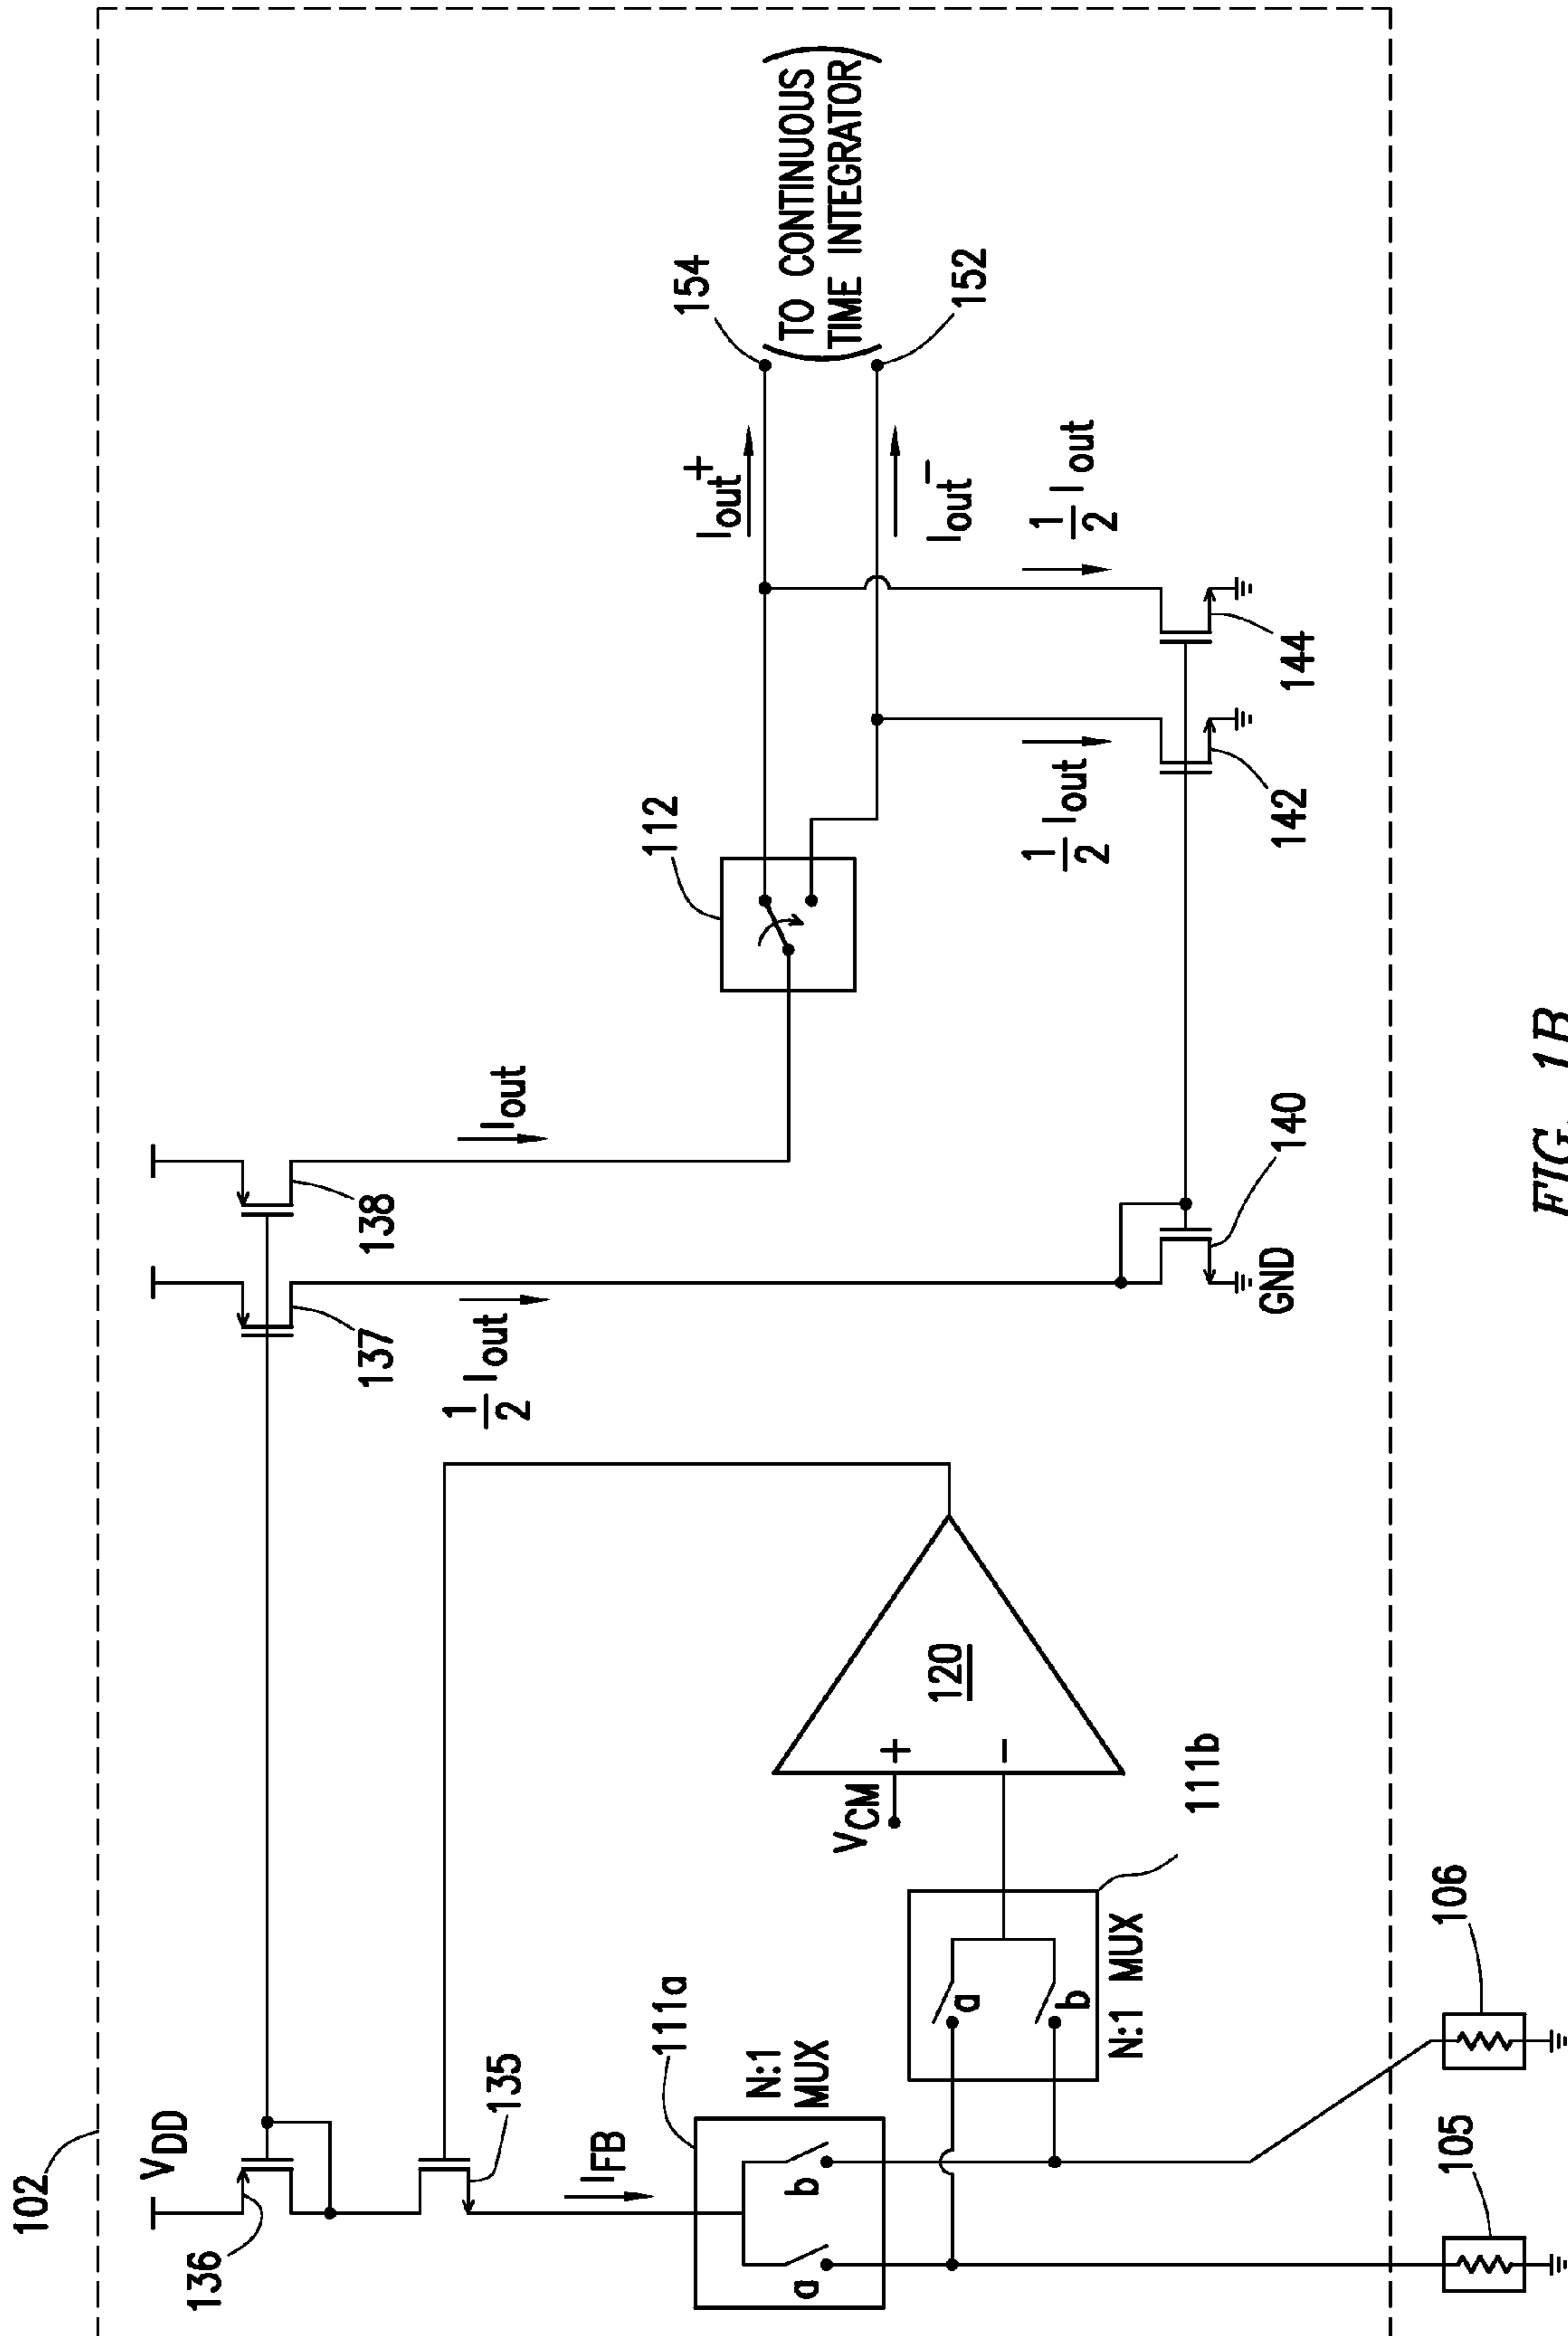 102
V_DD
136
135
I_FB
111a
N:1
MUX
b
a
105
106
N:1 MUX
111b
a
b
V_CM
+
−
120
137
1/2 I_out
138
I_out
GND
140
112
1/2 I_out
142
1/2 I_out
144
I_out^+
I_out^-
154
152
(TO CONTINUOUS
TIME INTEGRATOR)
FIG. 1B